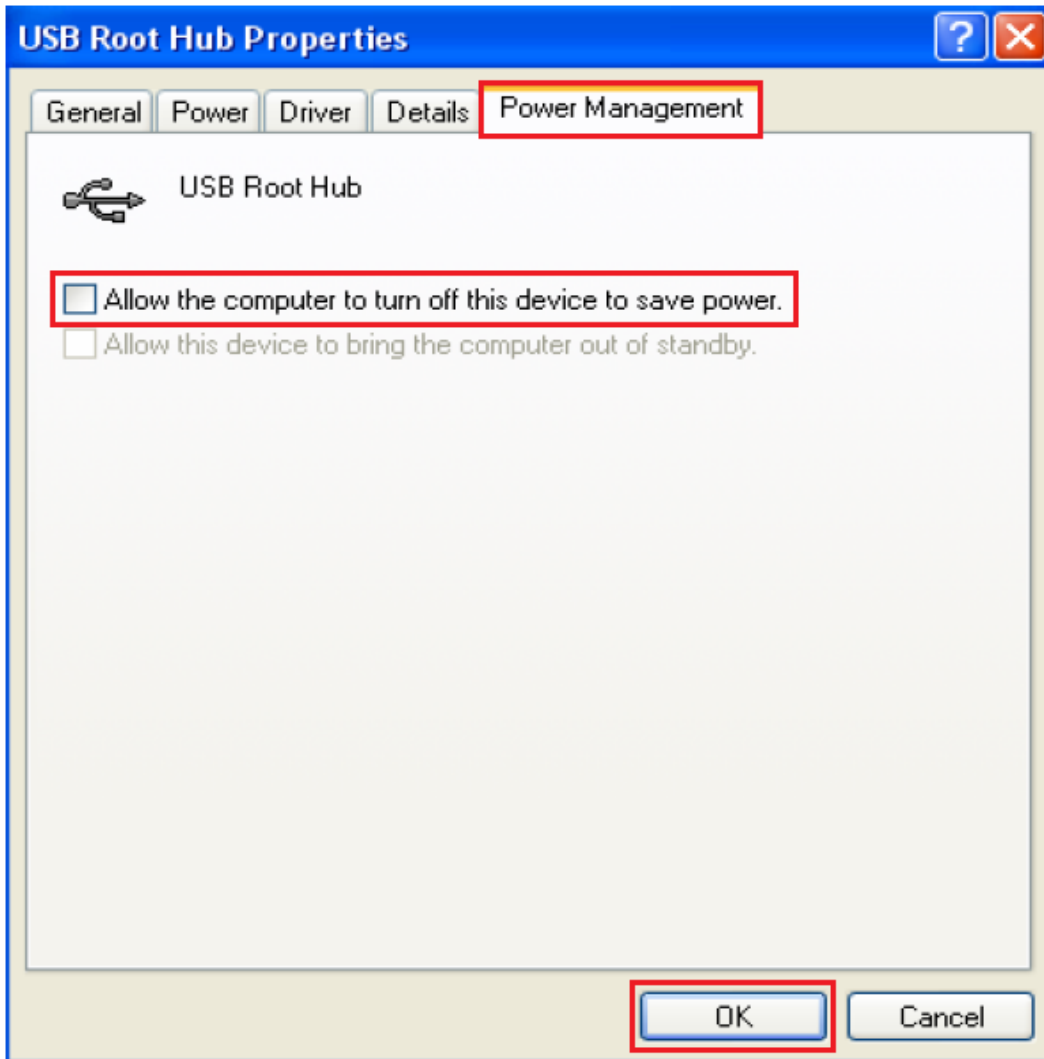 USB Root Hub Properties
?
General Power Driver Details Power Management
USB Root Hub
Allow the computer to turn off this device to save power.
Allow this device to bring the computer out of standby.
OK Cancel